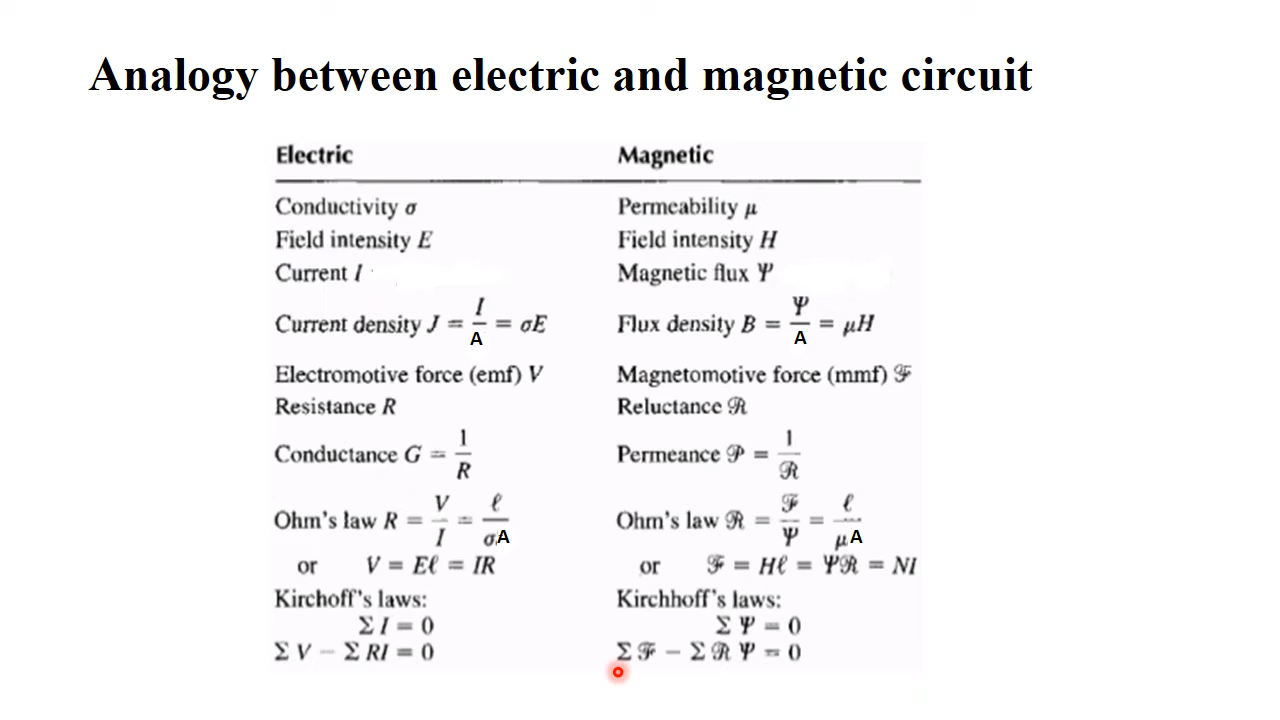 Analogy between electric and magnetic circuit
Electric Magnetic
Conductivity σ Permeability μ
Field intensity E Field intensity H
Current I Magnetic flux Ψ
Current density J = I/A = σE Flux density B = Ψ/A = μH
Electromotive force (emf) V Magnetomotive force (mmf) ℱ
Resistance R Reluctance ℛ
Conductance G = 1/R Permeance 𝒫 = 1/ℛ
Ohm's law R = V/I = ℓ/σA Ohm's law ℛ = ℱ/Ψ = ℓ/μA
or V = Eℓ = IR or ℱ = Hℓ = Ψℛ = NI
Kirchoff's laws: Kirchhoff's laws:
Σ I = 0 Σ Ψ = 0
Σ V − Σ RI = 0 Σ ℱ − Σ ℛ Ψ = 0